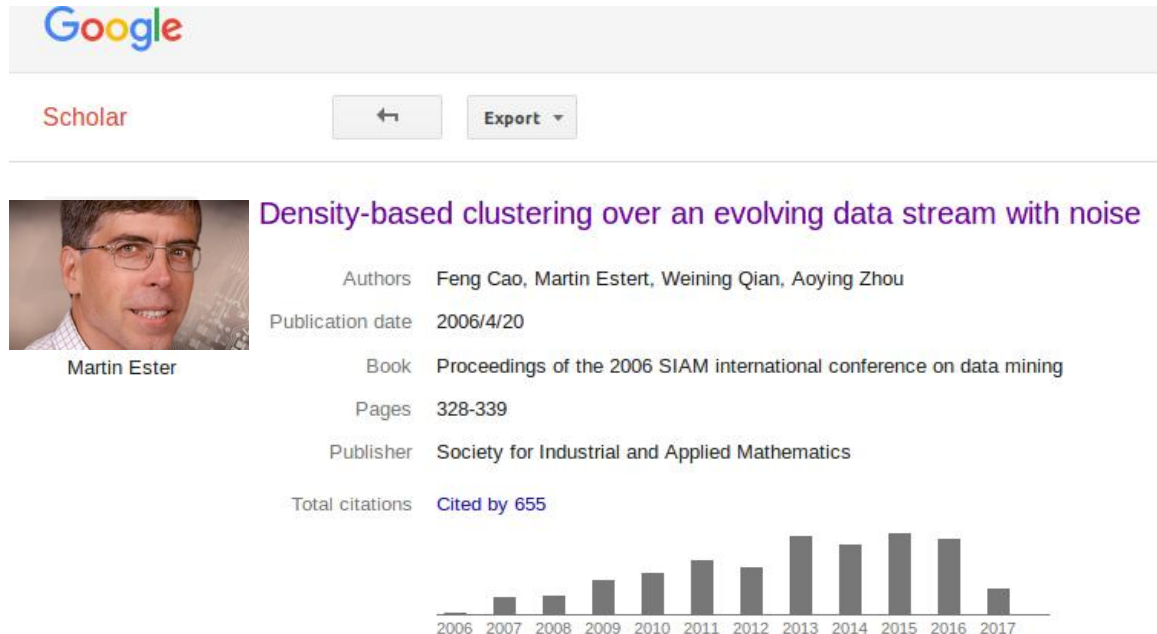 Google
Scholar
Export
Density-based clustering over an evolving data stream with noise
Authors Feng Cao, Martin Estert, Weining Qian, Aoying Zhou
Publication date 2006/4/20
Martin Ester
Book Proceedings of the 2006 SIAM international conference on data mining
Pages 328-339
Publisher Society for Industrial and Applied Mathematics
Total citations Cited by 655
2006 2007 2008 2009 2010 2011 2012 2013 2014 2015 2016 2017